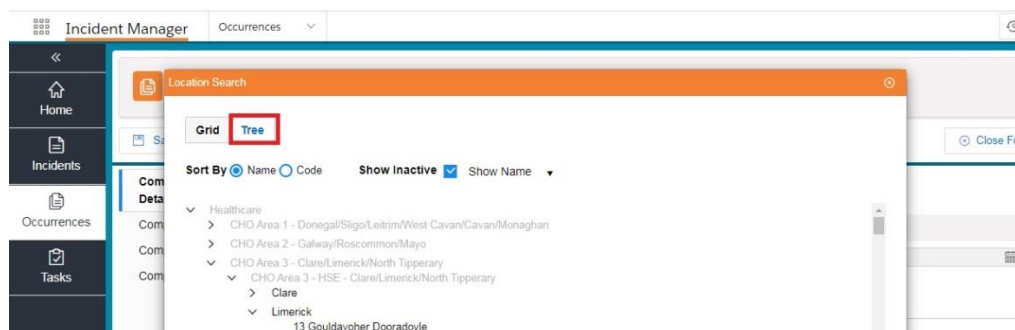 Incident Manager
Occurrences
Home
Incidents
Occurrences
Tasks
Location Search
Grid
Tree
Close
Sort By Name Code Show Inactive Show Name
Healthcare
CHO Area 1 - Donegal/Sligo/Leitrim/West Cavan/Cavan/Monaghan
CHO Area 2 - Galway/Roscommon/Mayo
CHO Area 3 - Clare/Limerick/North Tipperary
CHO Area 3 - HSE - Clare/Limerick/North Tipperary
Clare
Limerick
13 Gouldavoher Dooradoyle